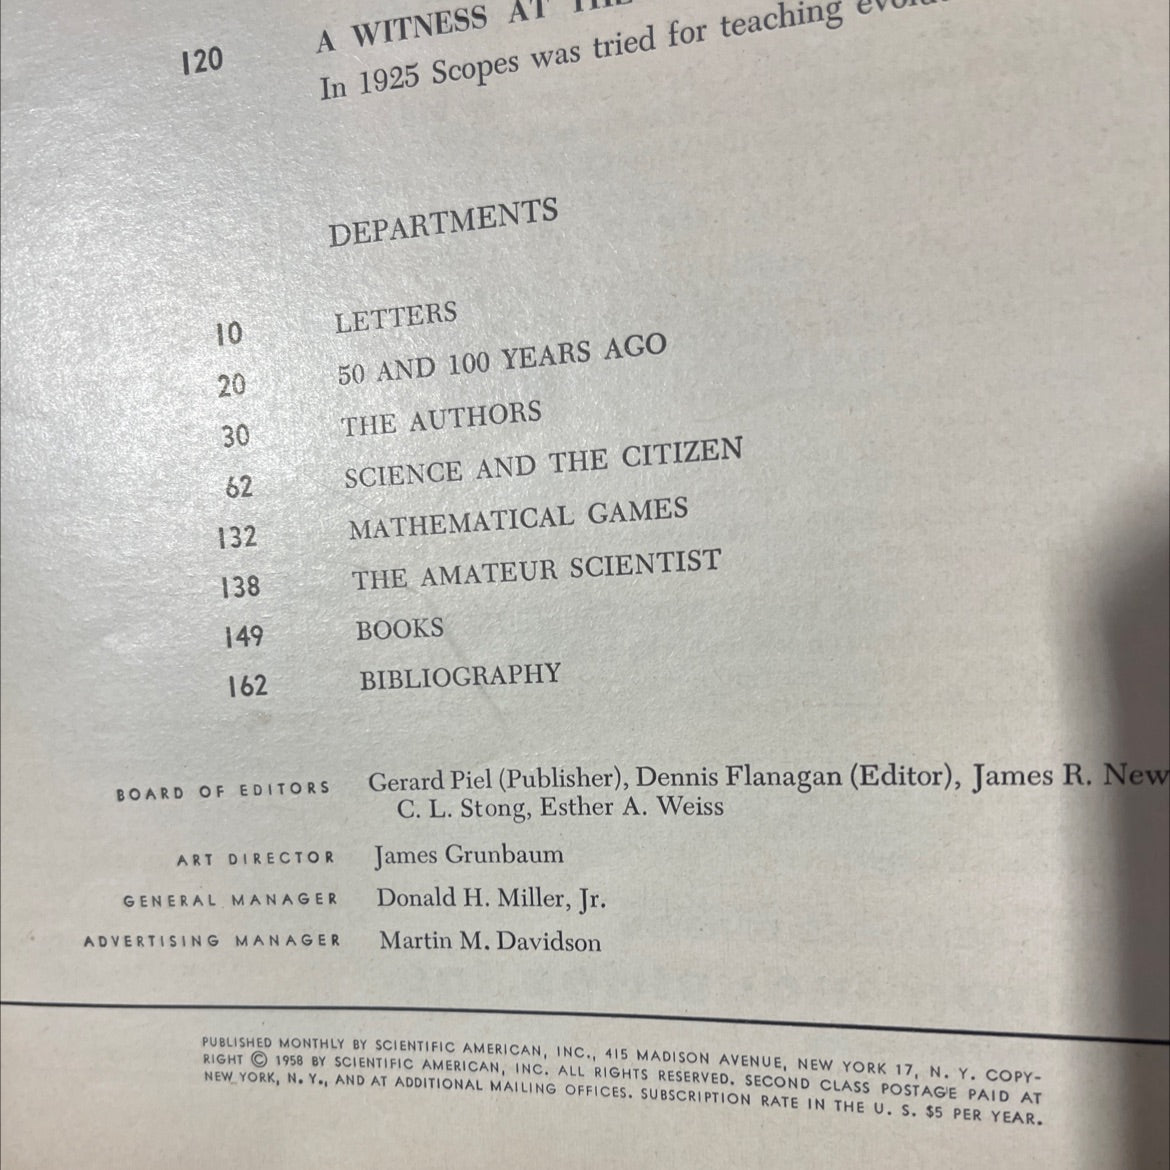 120 A WITNESS AT THE
In 1925 Scopes was tried for teaching
DEPARTMENTS
10 LETTERS
20 50 AND 100 YEARS AGO
30 THE AUTHORS
62 SCIENCE AND THE CITIZEN
132 MATHEMATICAL GAMES
138 THE AMATEUR SCIENTIST
149 BOOKS
162 BIBLIOGRAPHY
BOARD OF EDITORS Gerard Piel (Publisher), Dennis Flanagan (Editor), James R. New
C. L. Stong, Esther A. Weiss
ART DIRECTOR James Grunbaum
GENERAL MANAGER Donald H. Miller, Jr.
ADVERTISING MANAGER Martin M. Davidson
PUBLISHED MONTHLY BY SCIENTIFIC AMERICAN, INC., 415 MADISON AVENUE, NEW YORK 17, N. Y. COPY-
RIGHT © 1958 BY SCIENTIFIC AMERICAN, INC. ALL RIGHTS RESERVED. SECOND CLASS POSTAGE PAID AT
NEW YORK, N. Y., AND AT ADDITIONAL MAILING OFFICES. SUBSCRIPTION RATE IN THE U. S. $5 PER YEAR.